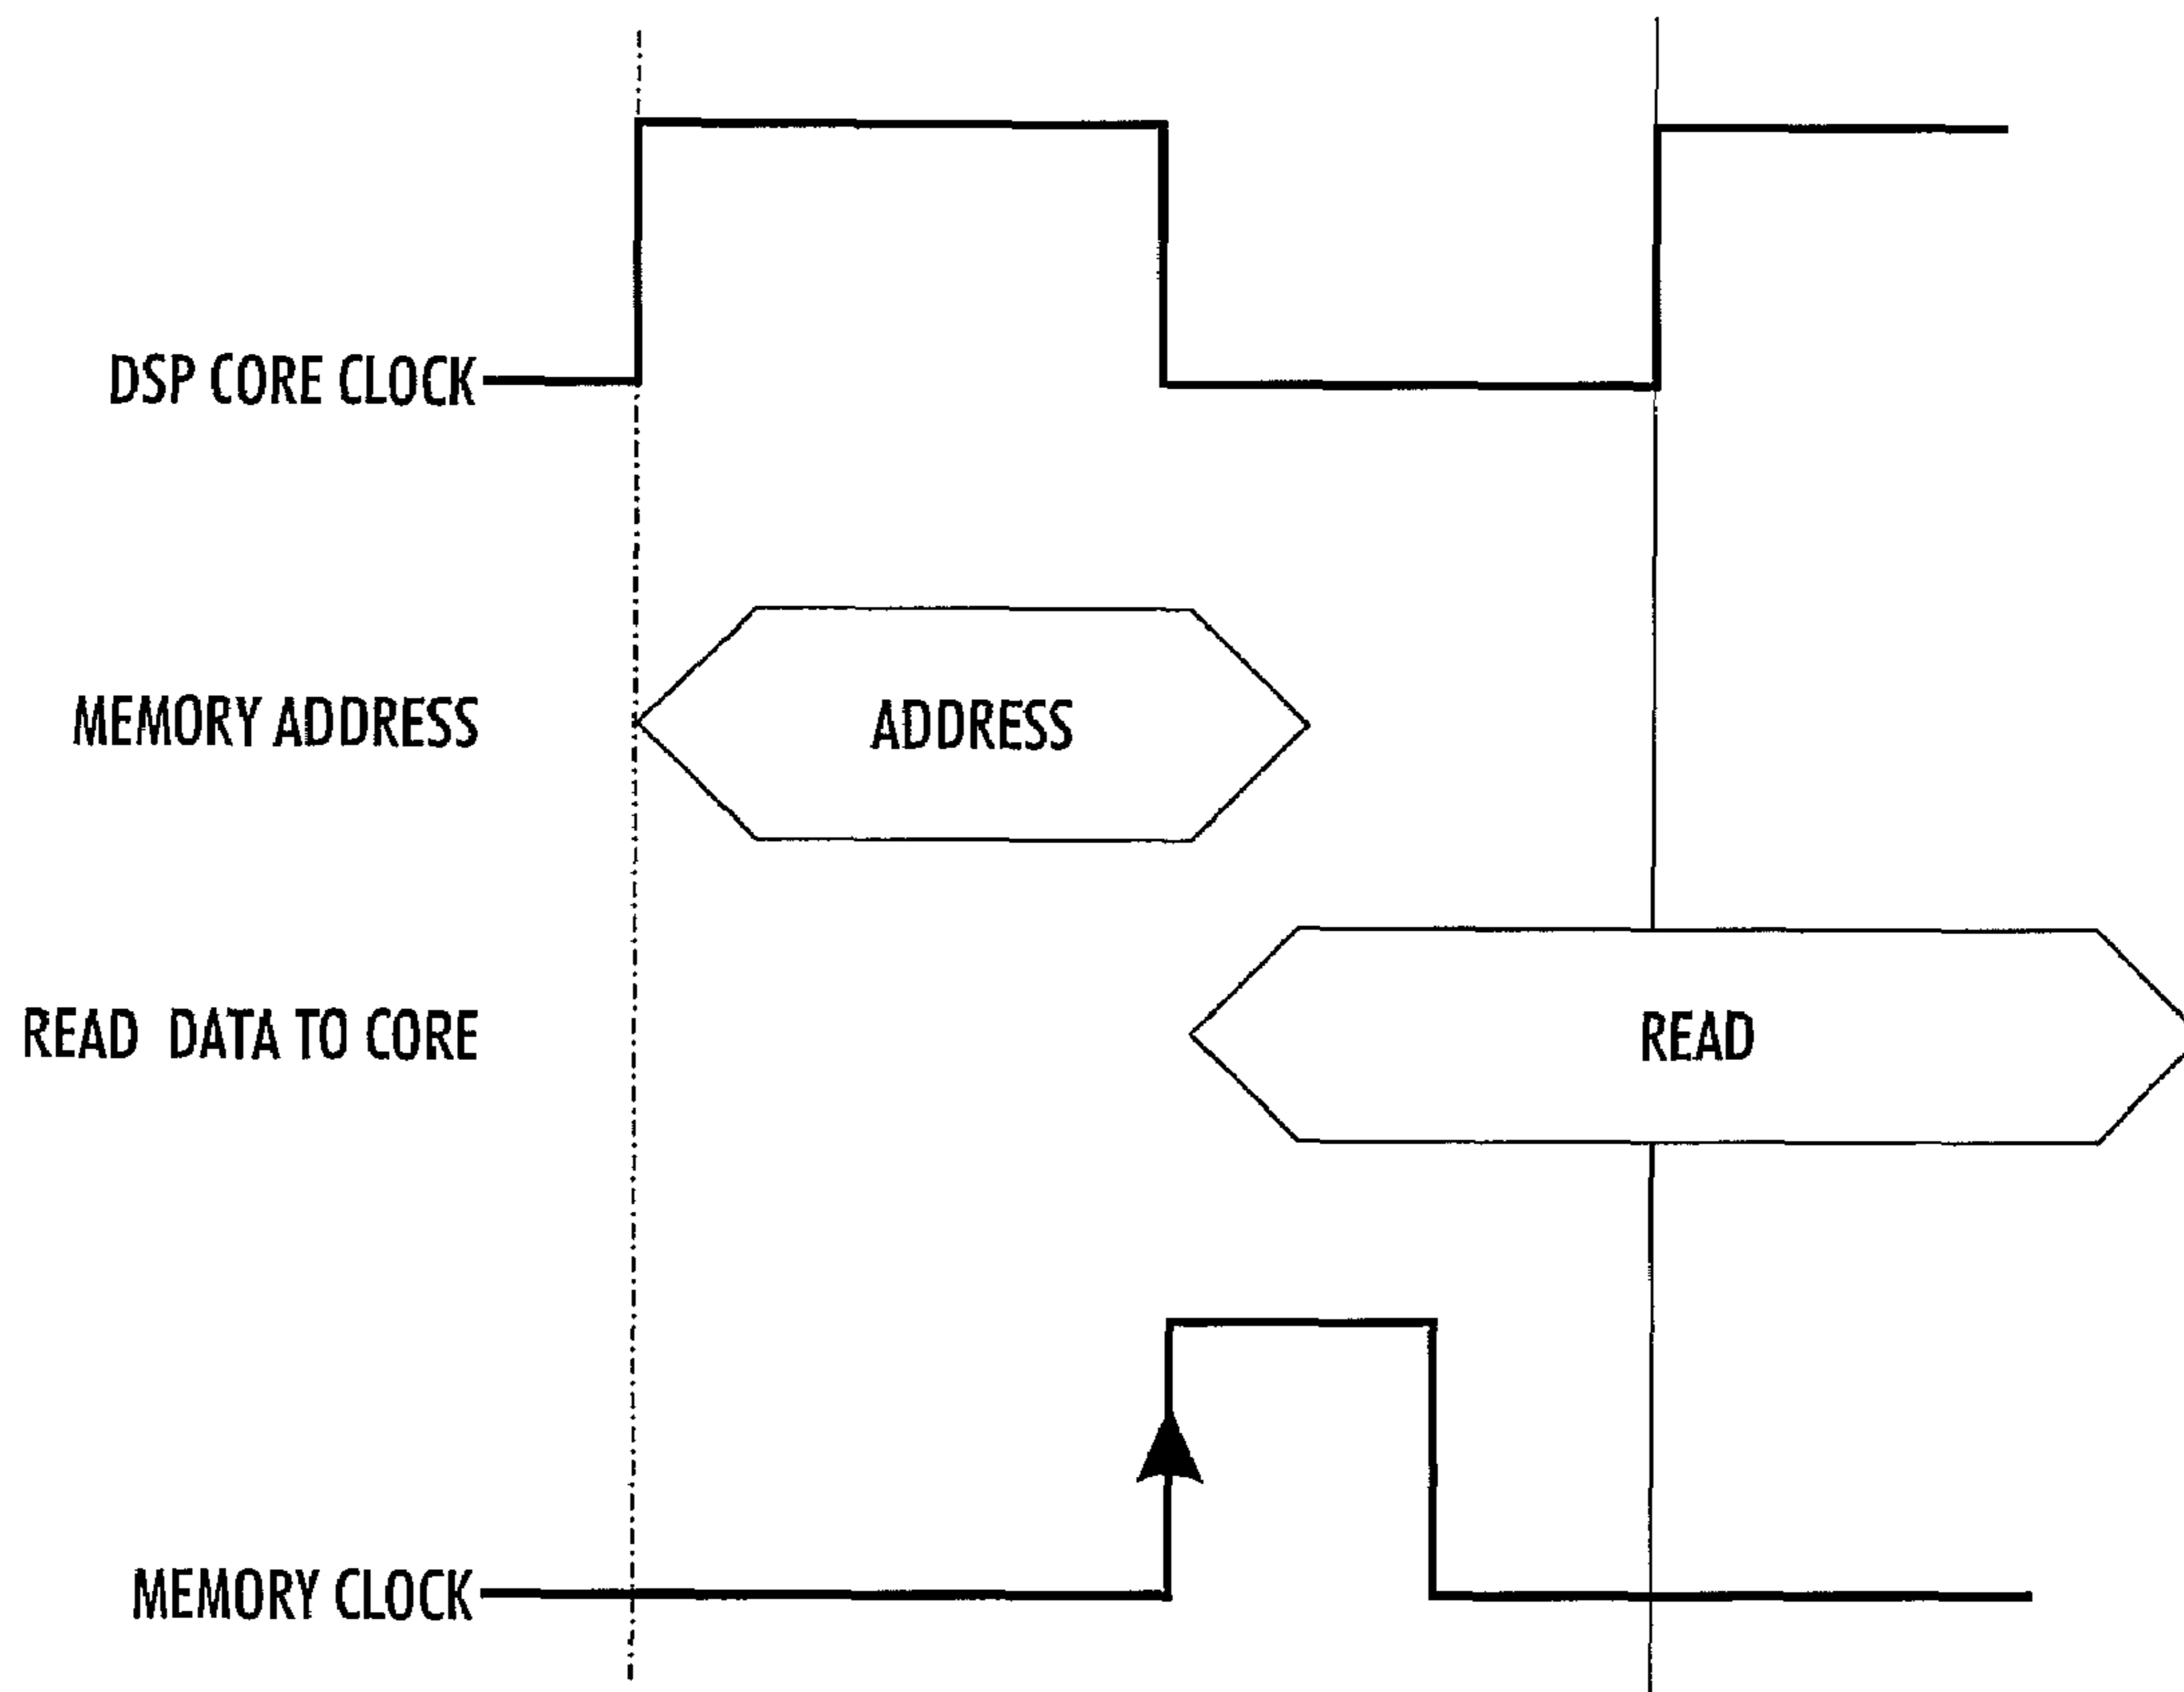 DSP CORE CLOCK
MEMORY ADDRESS
ADDRESS
READ DATA TO CORE
READ
MEMORY CLOCK